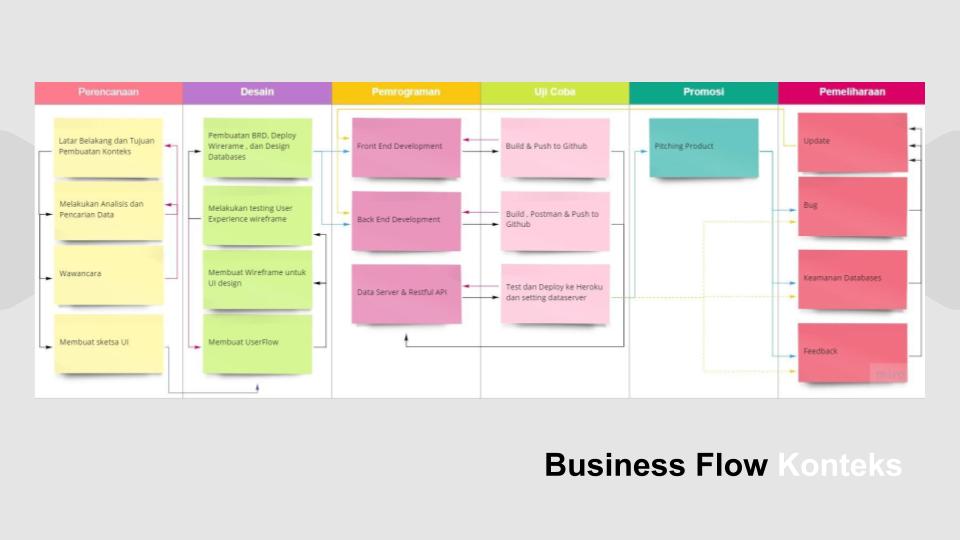 Perencanaan
Desain
Pemrograman
Uji Coba
Promosi
Pemeliharaan
Latar Belakang dan Tujuan
Pembuatan Konteks
Melakukan Analisis dan
Pencarian Data
Wawancara
Membuat sketsa UI
Pembuatan BRD, Deploy
Wirerame , dan Design
Databases
Melakukan testing User
Experience wireframe
Membuat Wireframe untuk
UI design
Membuat UserFlow
Front End Development
Back End Development
Data Server & Restful API
Build & Push to Github
Build , Postman & Push to
Github
Test dan Deploy ke Heroku
dan setting dataserver
Pitching Product
Update
Bug
Keamanan Databases
Feedback
miro
Business Flow Konteks